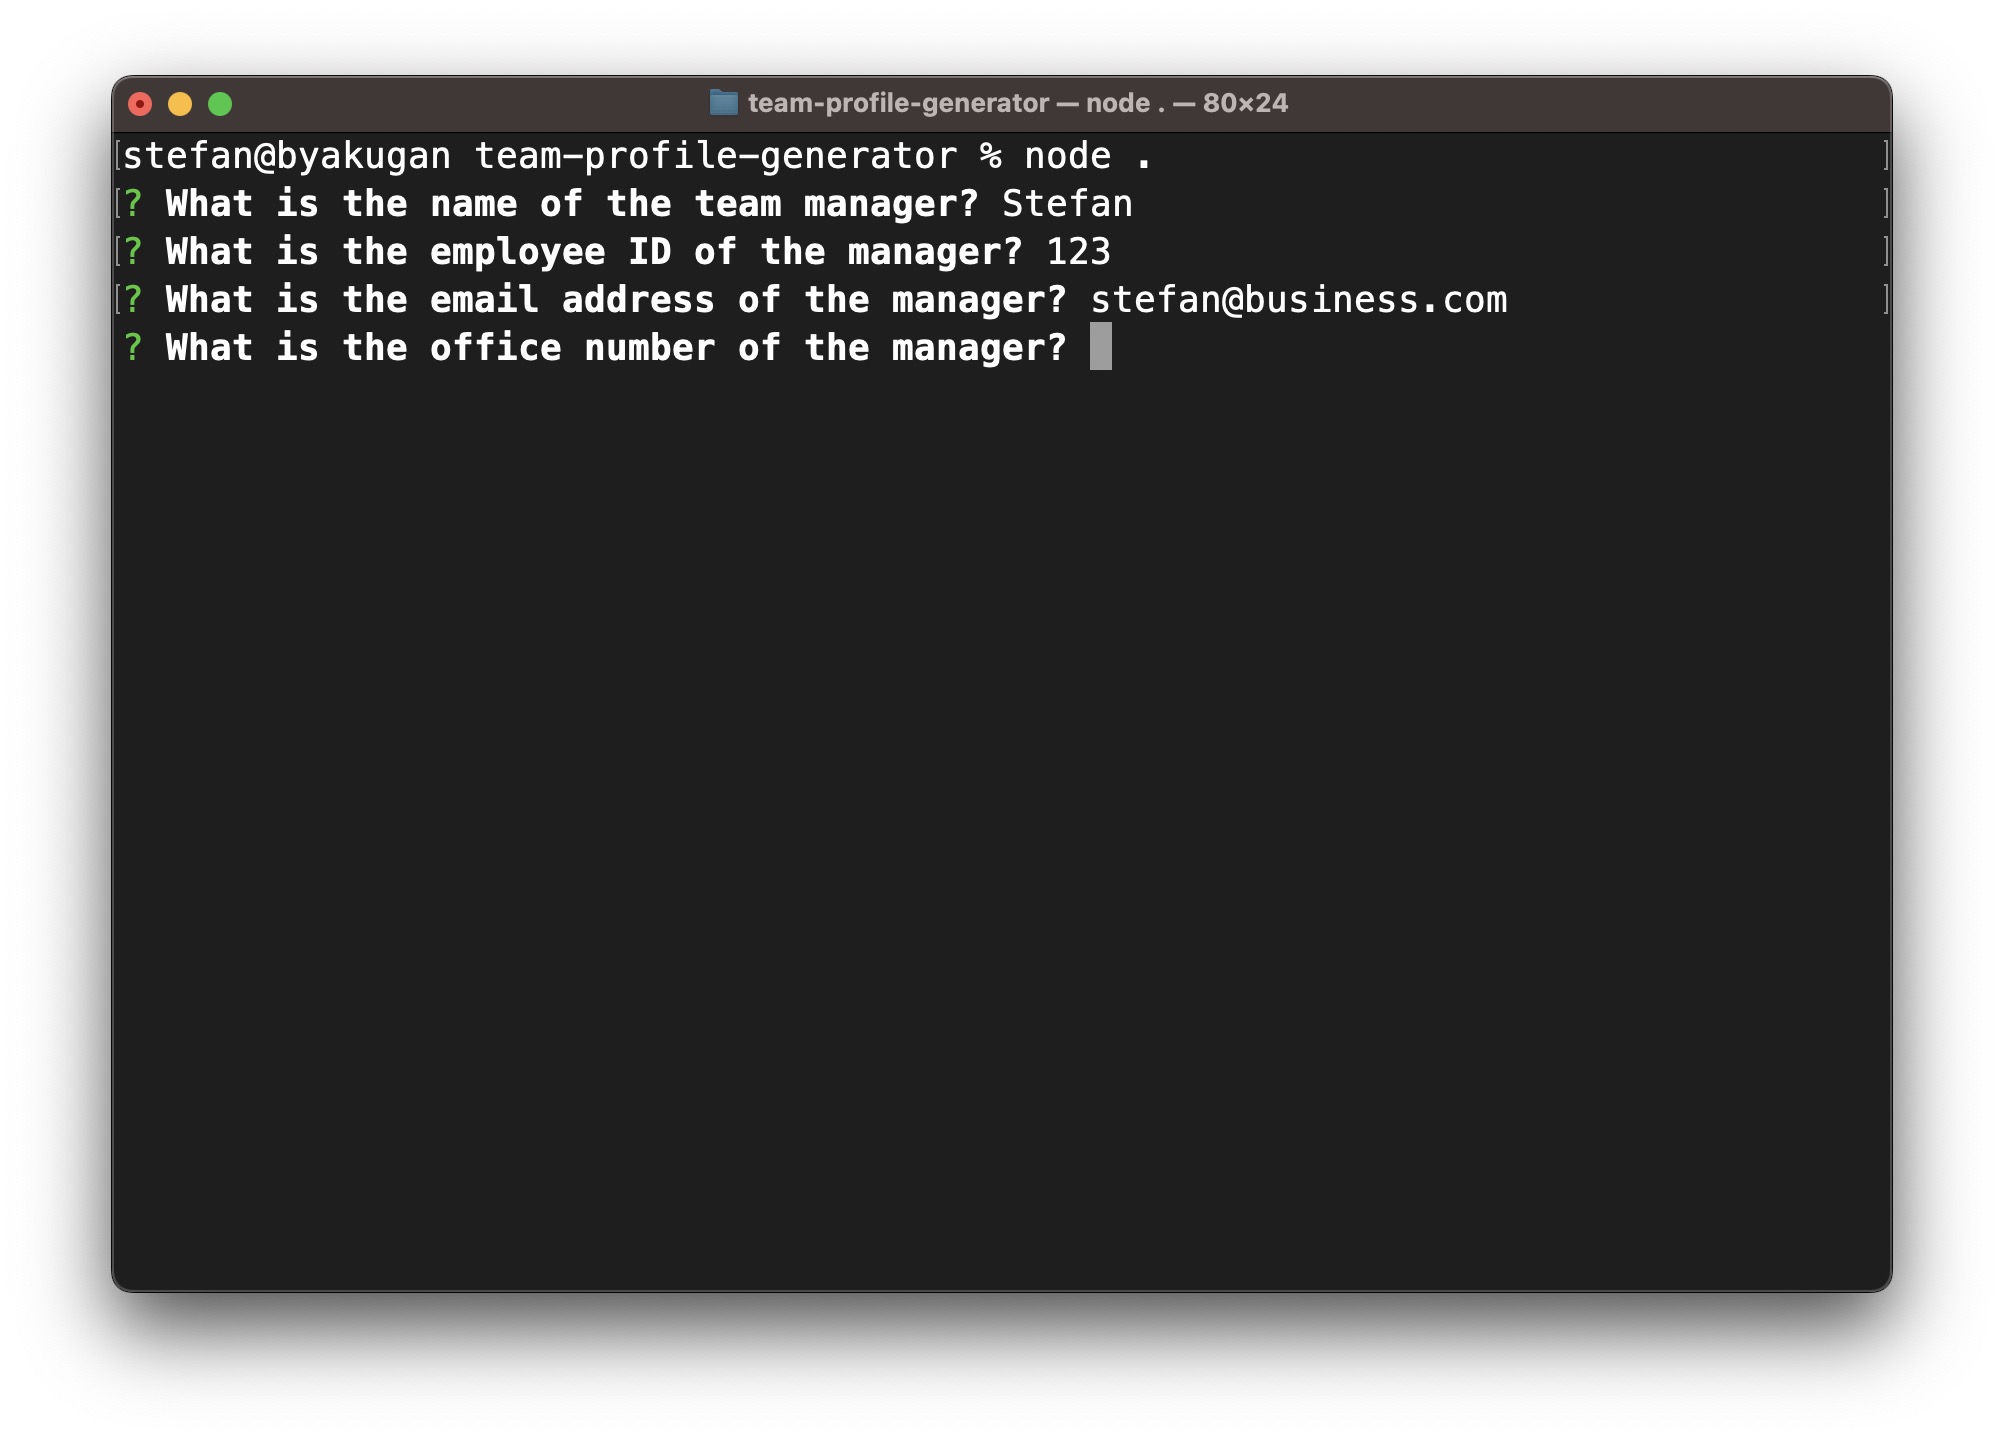 team-profile-generator — node . — 80×24
[stefan@byakugan team-profile-generator % node . ]
[? What is the name of the team manager? Stefan ]
[? What is the employee ID of the manager? 123 ]
[? What is the email address of the manager? stefan@business.com ]
? What is the office number of the manager?